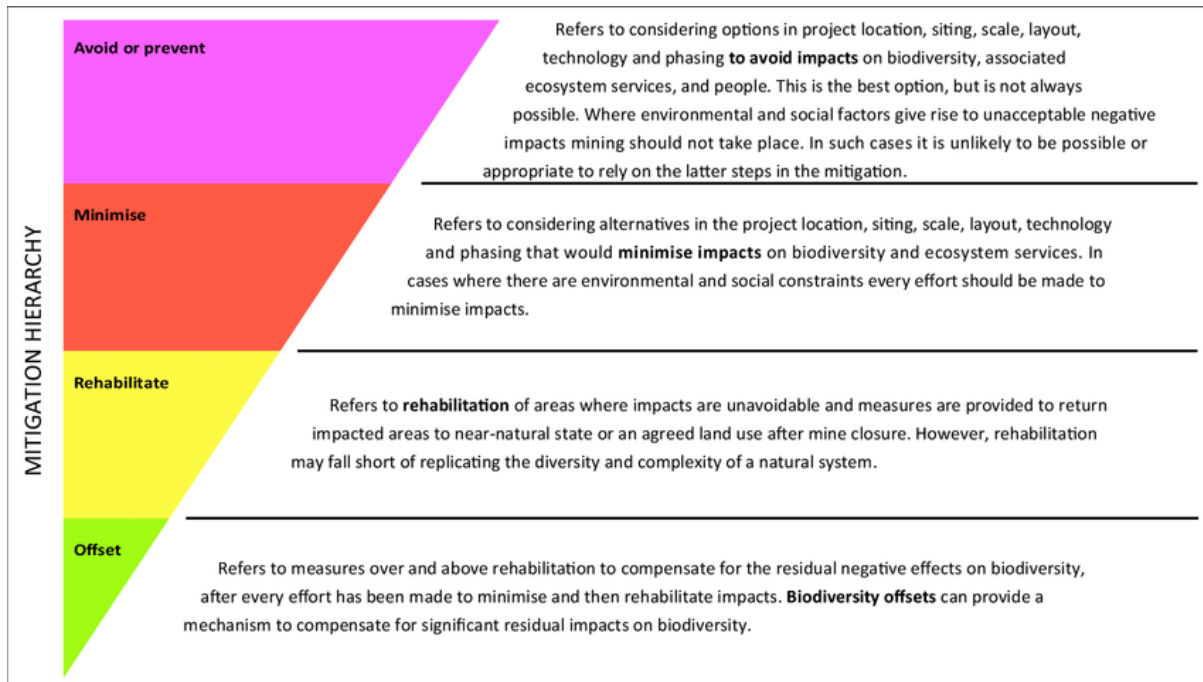 MITIGATION HIERARCHY
Avoid or prevent
Refers to considering options in project location, siting, scale, layout,
technology and phasing to avoid impacts on biodiversity, associated
ecosystem services, and people. This is the best option, but is not always
possible. Where environmental and social factors give rise to unacceptable negative
impacts mining should not take place. In such cases it is unlikely to be possible or
appropriate to rely on the latter steps in the mitigation.
Minimise
Refers to considering alternatives in the project location, siting, scale, layout, technology
and phasing that would minimise impacts on biodiversity and ecosystem services. In
cases where there are environmental and social constraints every effort should be made to
minimise impacts.
Rehabilitate
Refers to rehabilitation of areas where impacts are unavoidable and measures are provided to return
impacted areas to near-natural state or an agreed land use after mine closure. However, rehabilitation
may fall short of replicating the diversity and complexity of a natural system.
Offset
Refers to measures over and above rehabilitation to compensate for the residual negative effects on biodiversity,
after every effort has been made to minimise and then rehabilitate impacts. Biodiversity offsets can provide a
mechanism to compensate for significant residual impacts on biodiversity.